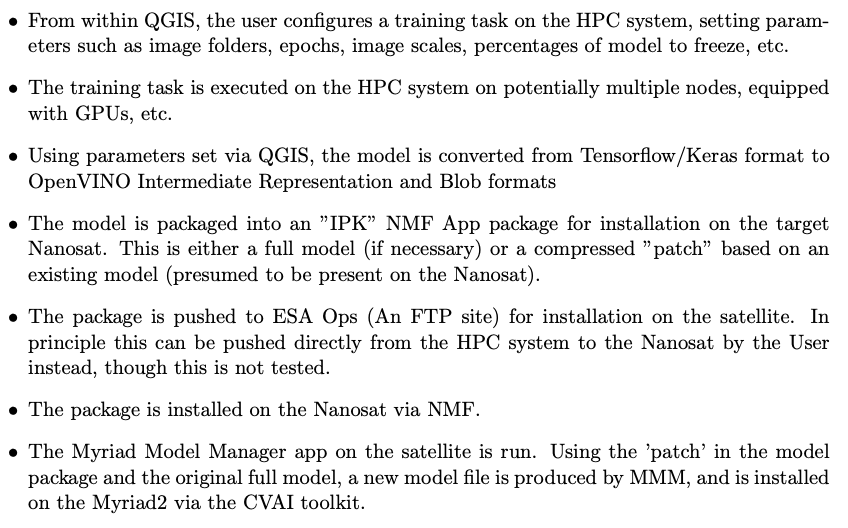 • From within QGIS, the user configures a training task on the HPC system, setting param-
eters such as image folders, epochs, image scales, percentages of model to freeze, etc.
• The training task is executed on the HPC system on potentially multiple nodes, equipped
with GPUs, etc.
• Using parameters set via QGIS, the model is converted from Tensorflow/Keras format to
OpenVINO Intermediate Representation and Blob formats
• The model is packaged into an ”IPK” NMF App package for installation on the target
Nanosat. This is either a full model (if necessary) or a compressed ”patch” based on an
existing model (presumed to be present on the Nanosat).
• The package is pushed to ESA Ops (An FTP site) for installation on the satellite. In
principle this can be pushed directly from the HPC system to the Nanosat by the User
instead, though this is not tested.
• The package is installed on the Nanosat via NMF.
• The Myriad Model Manager app on the satellite is run. Using the ’patch’ in the model
package and the original full model, a new model file is produced by MMM, and is installed
on the Myriad2 via the CVAI toolkit.